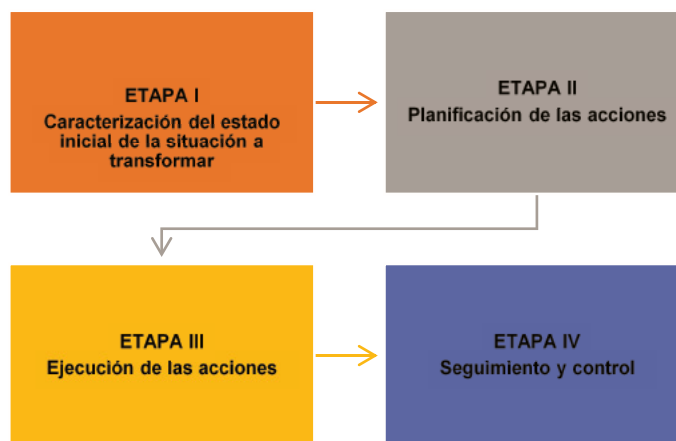 ETAPA I
Caracterización del estado
inicial de la situación a
transformar
ETAPA II
Planificación de las acciones
ETAPA III
Ejecución de las acciones
ETAPA IV
Seguimiento y control